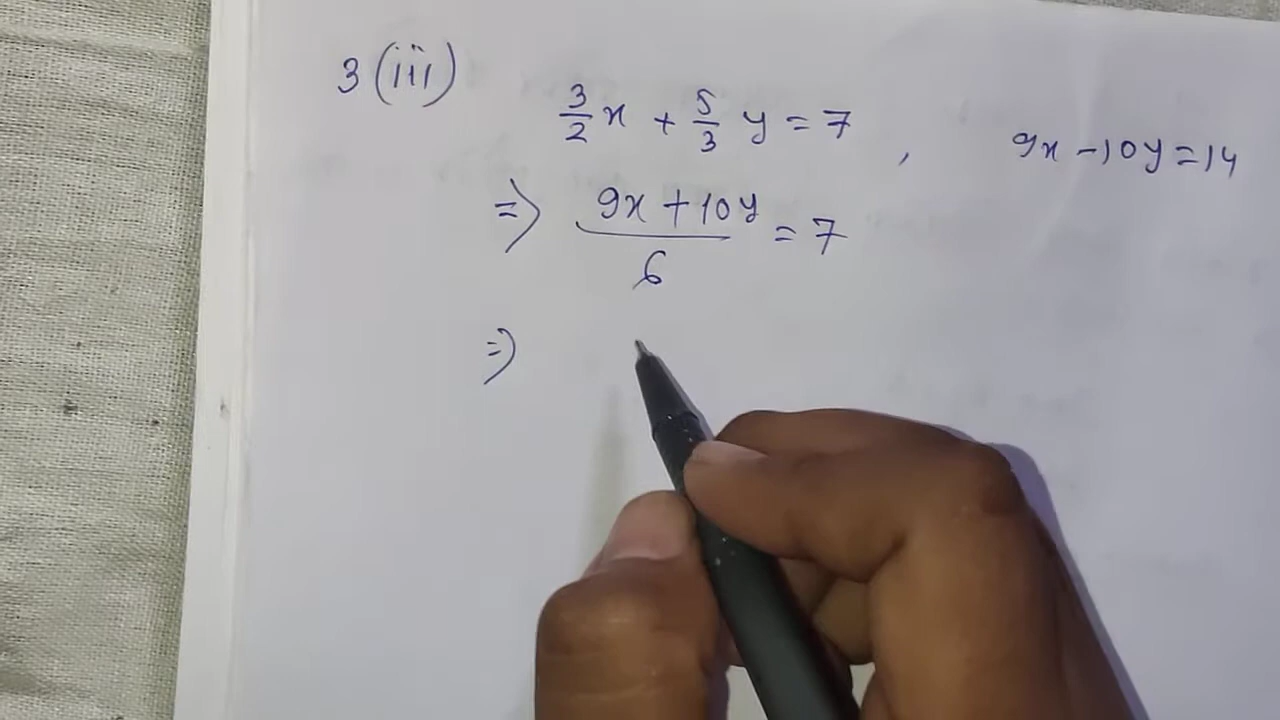 3(iii)
3/2 x + 5/3 y = 7 , 9x - 10y = 14
=> 9x + 10y / 6 = 7
=>